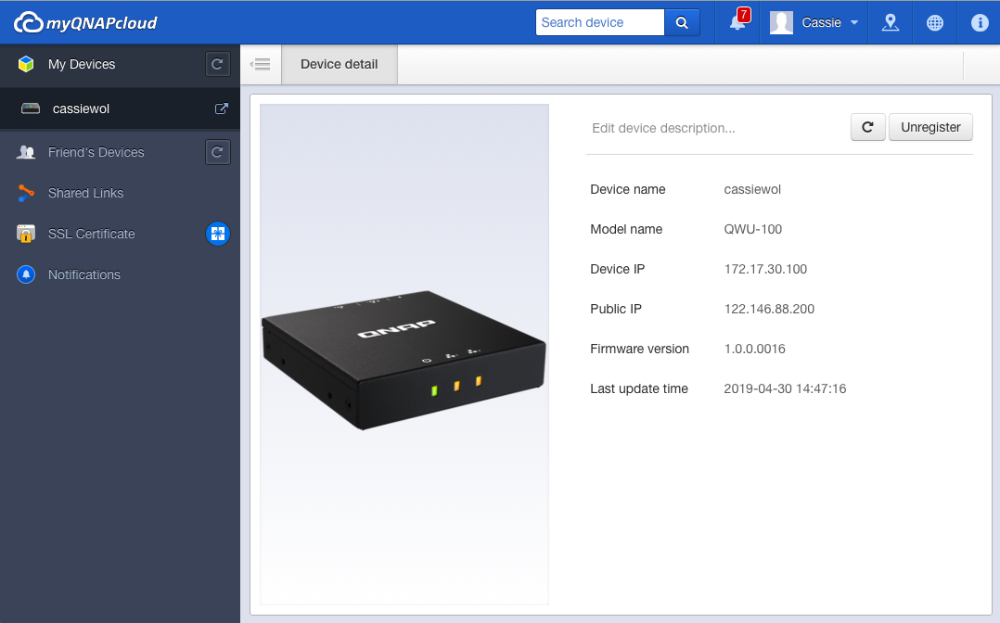 myQNAPcloud
Search device
7
Cassie
My Devices
Device detail
cassiewol
Friend's Devices
Shared Links
SSL Certificate
Notifications
QNAP
Edit device description...
Unregister
Device name cassiewol
Model name QWU-100
Device IP 172.17.30.100
Public IP 122.146.88.200
Firmware version 1.0.0.0016
Last update time 2019-04-30 14:47:16